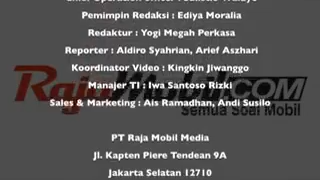 Pemimpin Redaksi : Ediya Moralia
Redaktur : Yogi Megah Perkasa
Reporter : Aldiro Syahrian, Arief Aszhari
Koordinator Video : Kingkin Jiwanggo
Manajer TI : Iwa Santoso Rizki
Sales & Marketing : Ais Ramadhan, Andi Susilo
Semua Soal Mobil
PT Raja Mobil Media
Jl. Kapten Piere Tendean 9A
Jakarta Selatan 12710